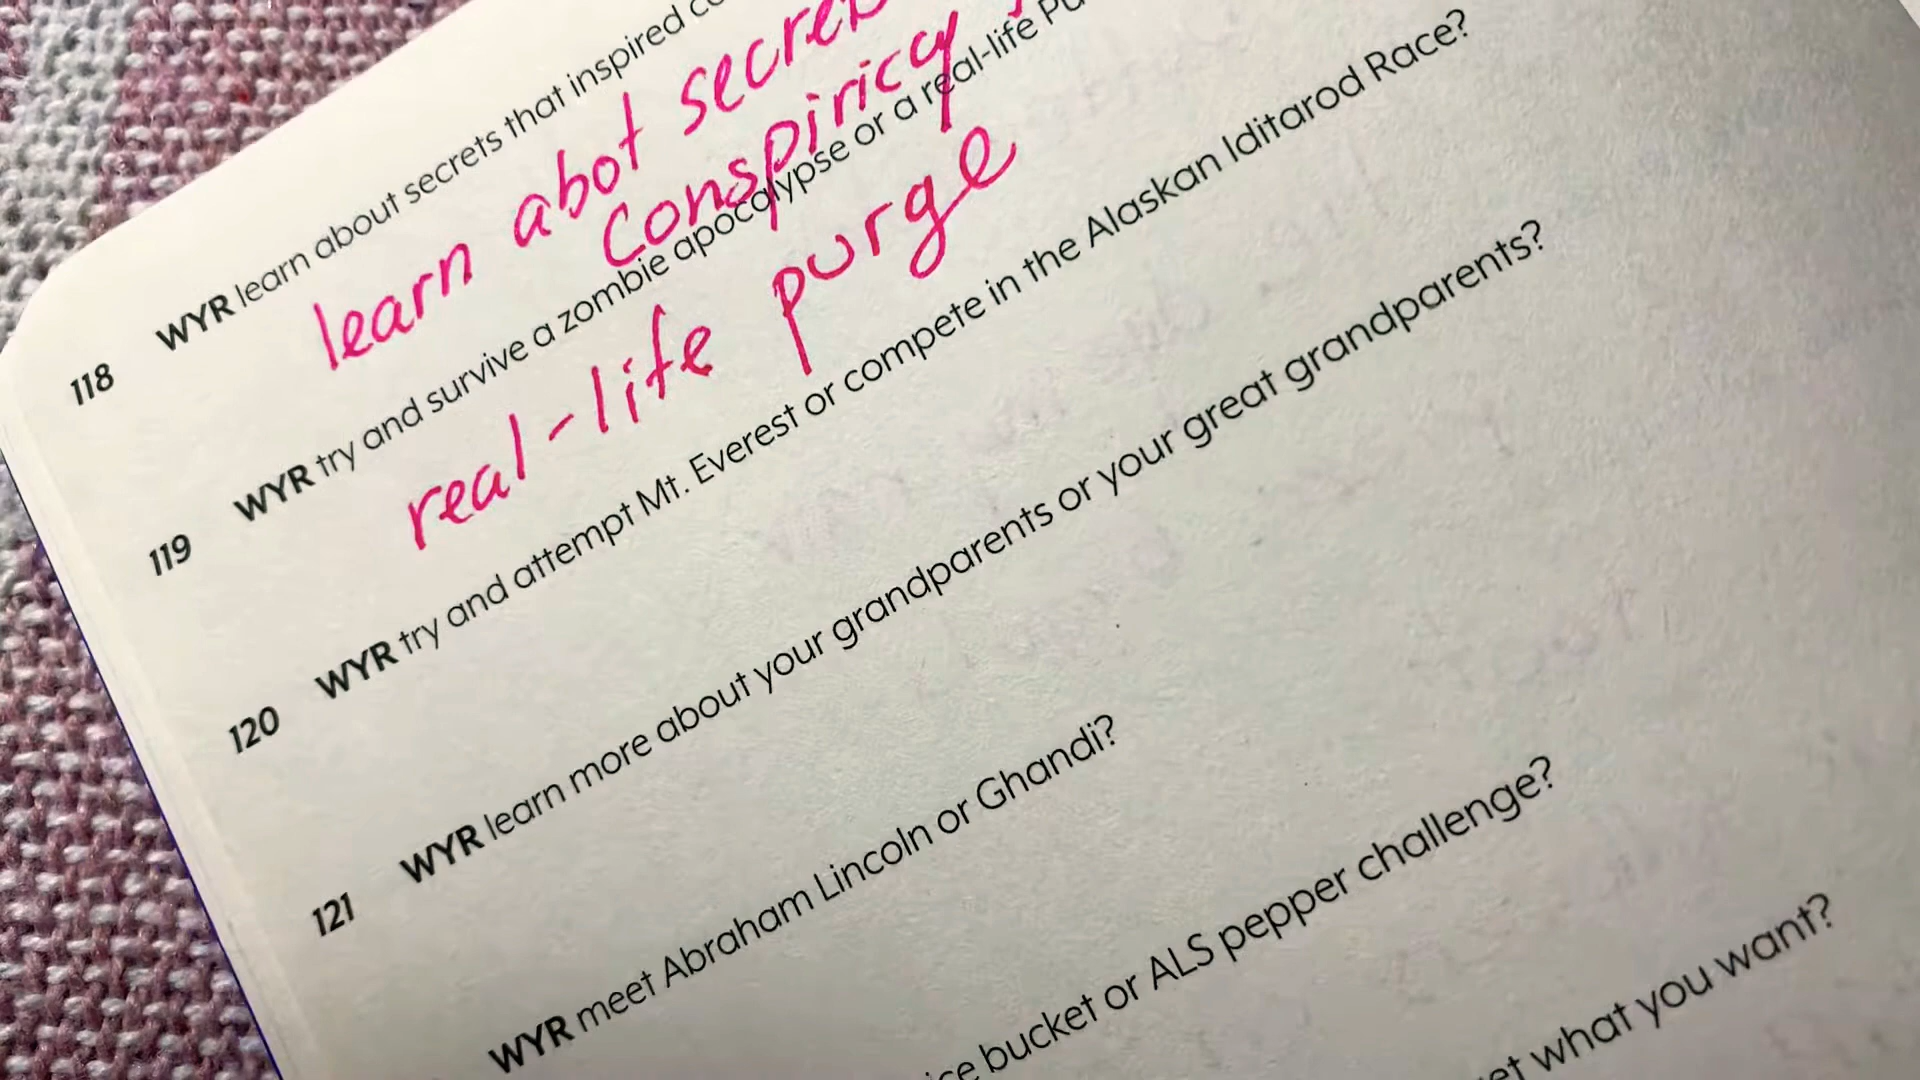 118 WYR learn about secrets that inspired
learn abot
conspiricy
119 WYR try and survive a zombie apocalypse or a real-life
real-life purge
120 WYR try and attempt Mt. Everest or compete in the Alaskan Iditarod Race?
121 WYR learn more about your grandparents or your great grandparents?
WYR meet Abraham Lincoln or Ghandi?
bucket or ALS pepper challenge?
what you want?